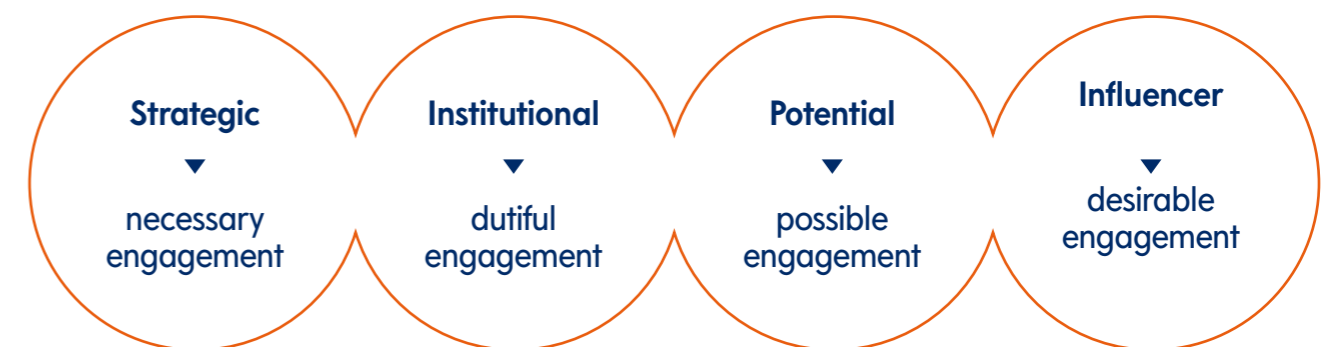 Strategic
necessary
engagement
Institutional
dutiful
engagement
Potential
possible
engagement
Influencer
desirable
engagement